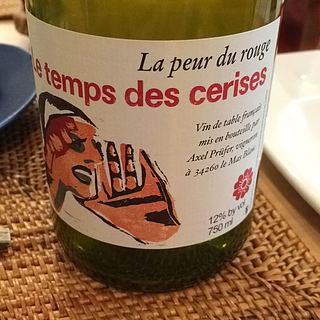 La peur du rouge
Le temps des cerises
Vin de table français
mis en bouteille par
Axel Prüfer, vigneron
à 34260 le Mas Blanc
12% by vol
750 ml